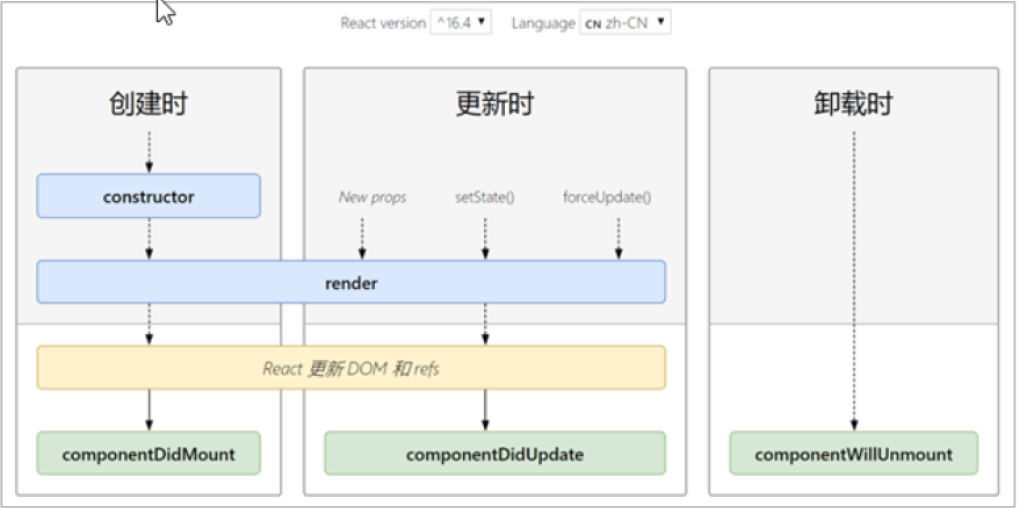 React version ^16.4 ▼ Language CN zh-CN ▼
创建时 更新时 卸载时
constructor
New props setState() forceUpdate()
render
React 更新 DOM 和 refs
componentDidMount componentDidUpdate componentWillUnmount